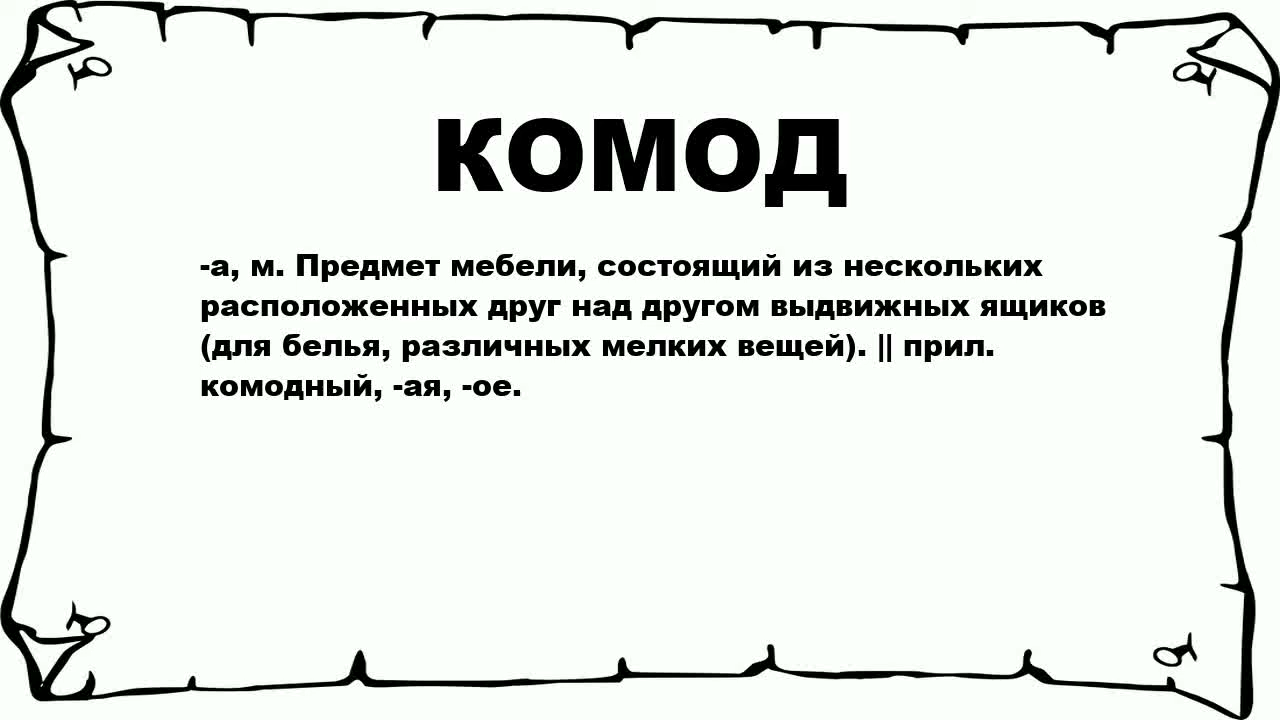 КОМОД
-а, м. Предмет мебели, состоящий из нескольких
расположенных друг над другом выдвижных ящиков
(для белья, различных мелких вещей). || прил.
комодный, -ая, -ое.